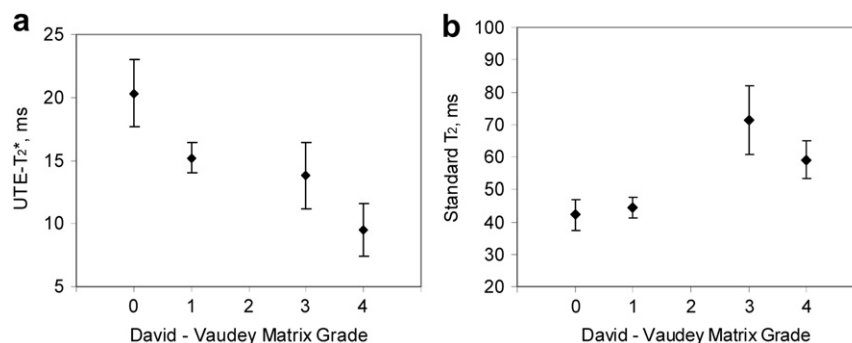 a
25
20
15
10
5
UTE-T2*, ms
0 1 2 3 4
David - Vaudey Matrix Grade
b
100
90
80
70
60
50
40
30
20
Standard T2, ms
0 1 2 3 4
David - Vaudey Matrix Grade